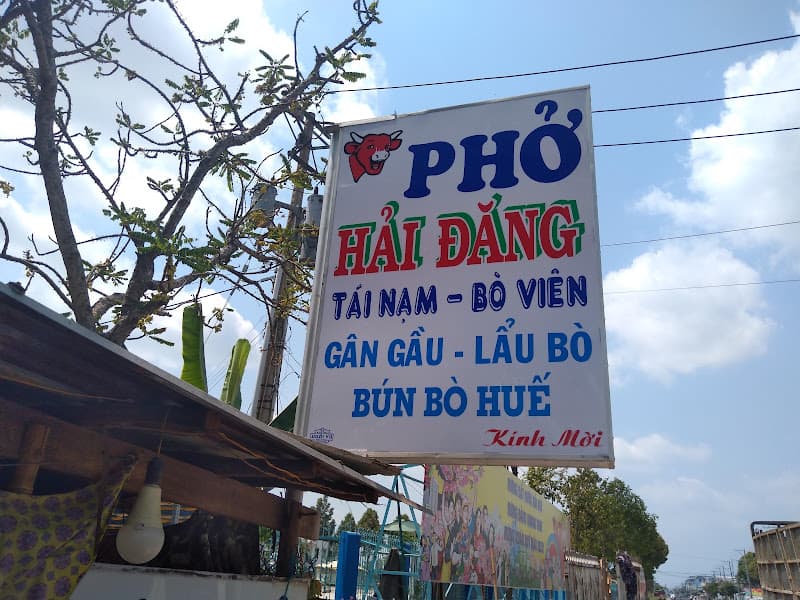 PHỞ
HẢI ĐĂNG
TÁI NẠM - BÒ VIÊN
GÂN GẦU - LẨU BÒ
BÚN BÒ HUẾ
Kính Mời